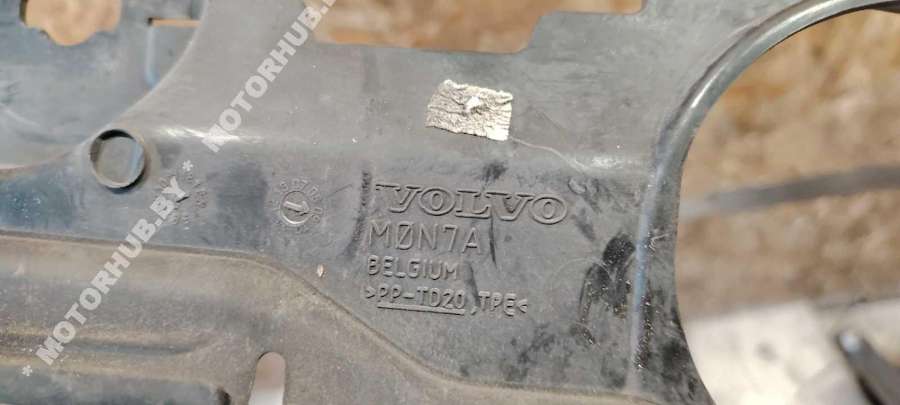 * MOTORHUB.BY * MOTORHUB.BY
VOLVO
MØN7A
BELGIUM
>PP-TD20,TPE<